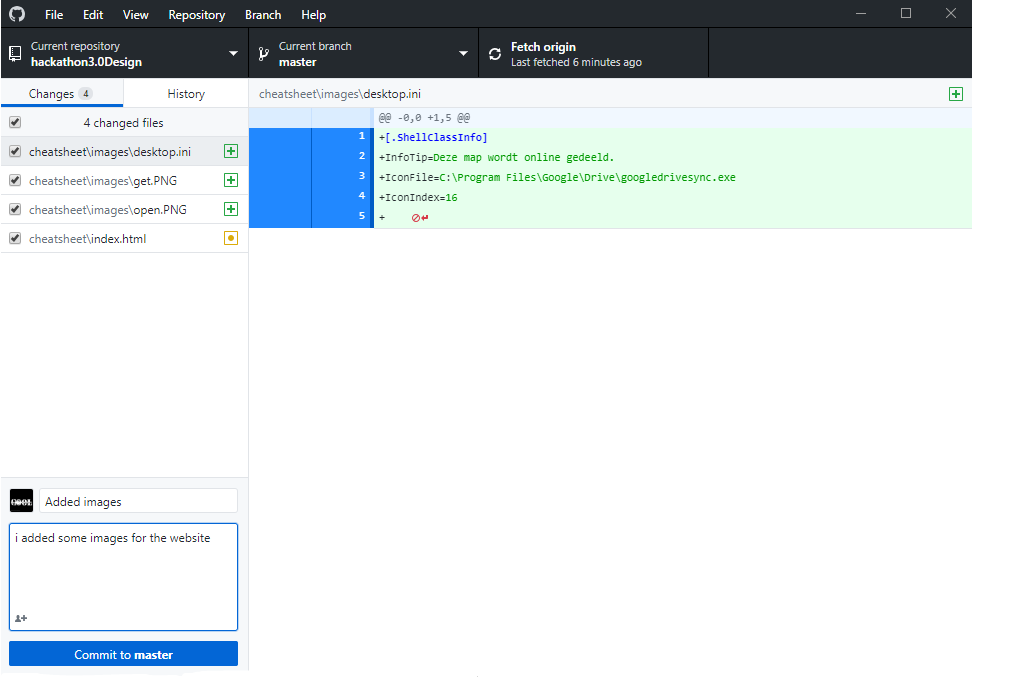 File Edit View Repository Branch Help
Current repository
hackathon3.0Design
Current branch
master
Fetch origin
Last fetched 6 minutes ago
Changes 4 History
4 changed files
cheatsheet\images\desktop.ini
cheatsheet\images\get.PNG
cheatsheet\images\open.PNG
cheatsheet\index.html
cheatsheet\images\desktop.ini
@@ -0,0 +1,5 @@
1 +[.ShellClassInfo]
2 +InfoTip=Deze map wordt online gedeeld.
3 +IconFile=C:\Program Files\Google\Drive\googledrivesync.exe
4 +IconIndex=16
5 +
Added images
i added some images for the website
Commit to master